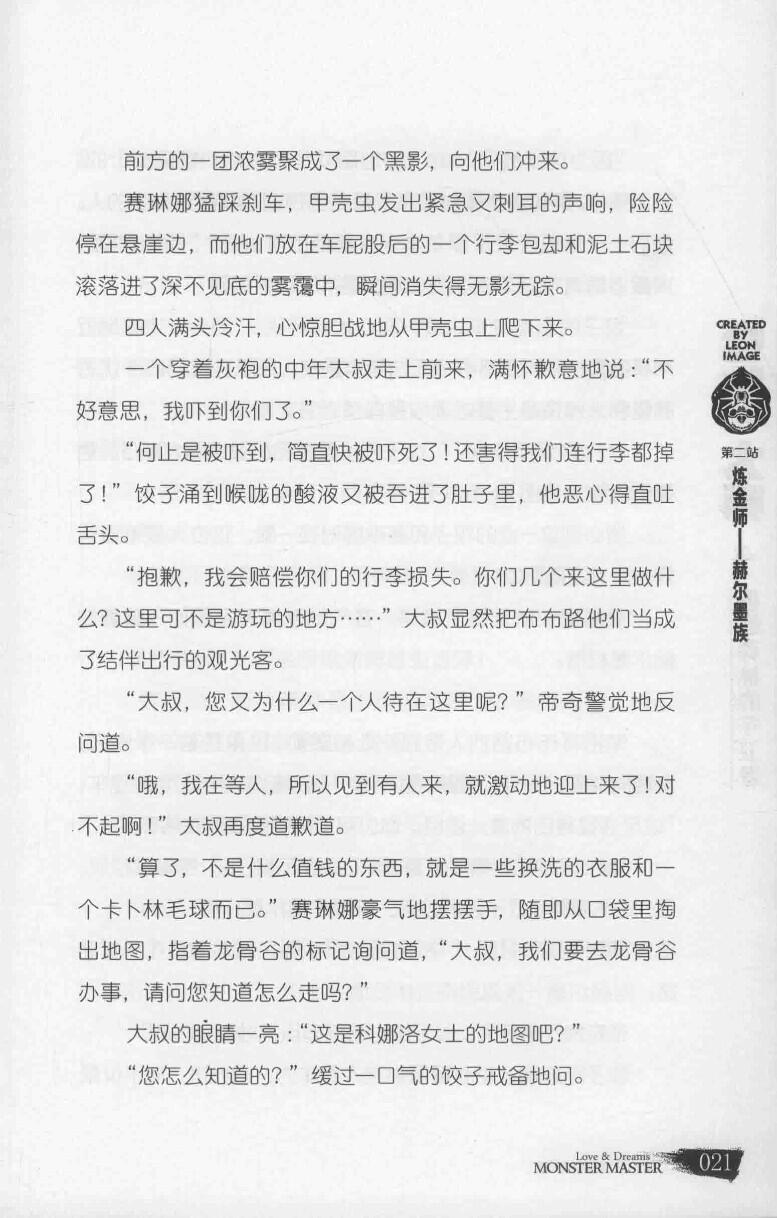 前方的一团浓雾聚成了一个黑影，向他们冲来。
赛琳娜猛踩刹车，甲壳虫发出紧急又刺耳的声响，险险
停在悬崖边，而他们放在车屁股后的一个行李包却和泥土石块
滚落进了深不见底的雾霭中，瞬间消失得无影无踪。
四人满头冷汗，心惊胆战地从甲壳虫上爬下来。
一个穿着灰袍的中年大叔走上前来，满怀歉意地说：“不
好意思，我吓到你们了。”
“何止是被吓到，简直快被吓死了！还害得我们连行李都掉
了！”饺子涌到喉咙的酸液又被吞进了肚子里，他恶心得直吐
舌头。
“抱歉，我会赔偿你们的行李损失。你们几个来这里做什
么？这里可不是游玩的地方……”大叔显然把布布路他们当成
了结伴出行的观光客。
“大叔，您又为什么一个人待在这里呢？”帝奇警觉地反
问道。
“哦，我在等人，所以见到有人来，就激动地迎上来了！对
不起啊！”大叔再度道歉道。
“算了，不是什么值钱的东西，就是一些换洗的衣服和一
个卡卜林毛球而已。”赛琳娜豪气地摆摆手，随即从口袋里掏
出地图，指着龙骨谷的标记询问道，“大叔，我们要去龙骨谷
办事，请问您知道怎么走吗？”
大叔的眼睛一亮：“这是科娜洛女士的地图吧？”
“您怎么知道的？”缓过一口气的饺子戒备地问。
CREATED
BY
LEON
IMAGE
第二站
炼金师——赫尔墨族
Love & Dreams
MONSTER MASTER
021